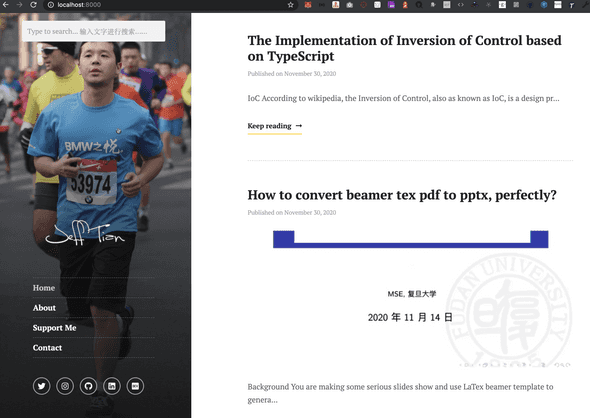 localhost:8000
Type to search... 输入文字进行搜索......
BMW之悦
53974
Jeff Tian
Home
About
Support Me
Contact
The Implementation of Inversion of Control based
on TypeScript
Published on November 30, 2020
IoC According to wikipedia, the Inversion of Control, also as known as IoC, is a design pr...
Keep reading →
How to convert beamer tex pdf to pptx, perfectly?
Published on November 30, 2020
FUDAN UNIVERSITY
MSE, 复旦大学
2020 年 11 月 14 日
Background You are making some serious slides show and use LaTex beamer template to
genera...